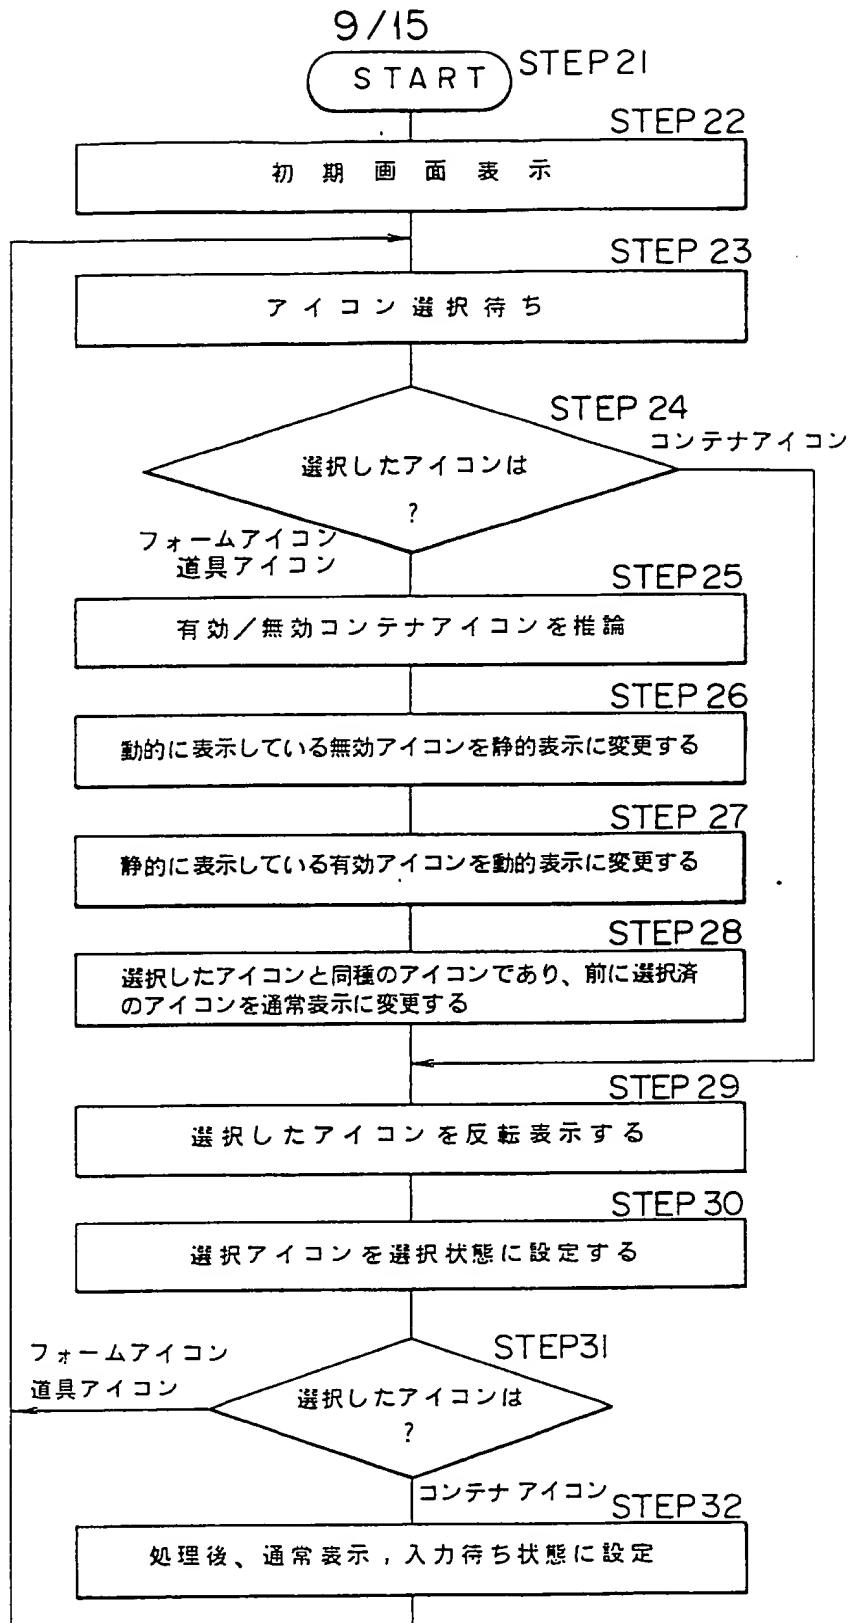 9/15
START
STEP21
STEP22
初期画面表示
STEP 23
アイコン選択待ち
STEP 24
コンテナアイコン
選択したアイコンは
?
フォームアイコン
道具アイコン
STEP25
有効/無効コンテナアイコンを推論
STEP26
動的に表示している無効アイコンを静的表示に変更する
STEP 27
静的に表示している有効アイコンを動的表示に変更する
STEP28
選択したアイコンと同種のアイコンであり、前に選択済
のアイコンを通常表示に変更する
STEP29
選択したアイコンを反転表示する
STEP30
選択アイコンを選択状態に設定する
STEP31
フォームアイコン
道具アイコン
選択したアイコンは
?
コンテナアイコン
STEP32
処理後、通常表示,入力待ち状態に設定